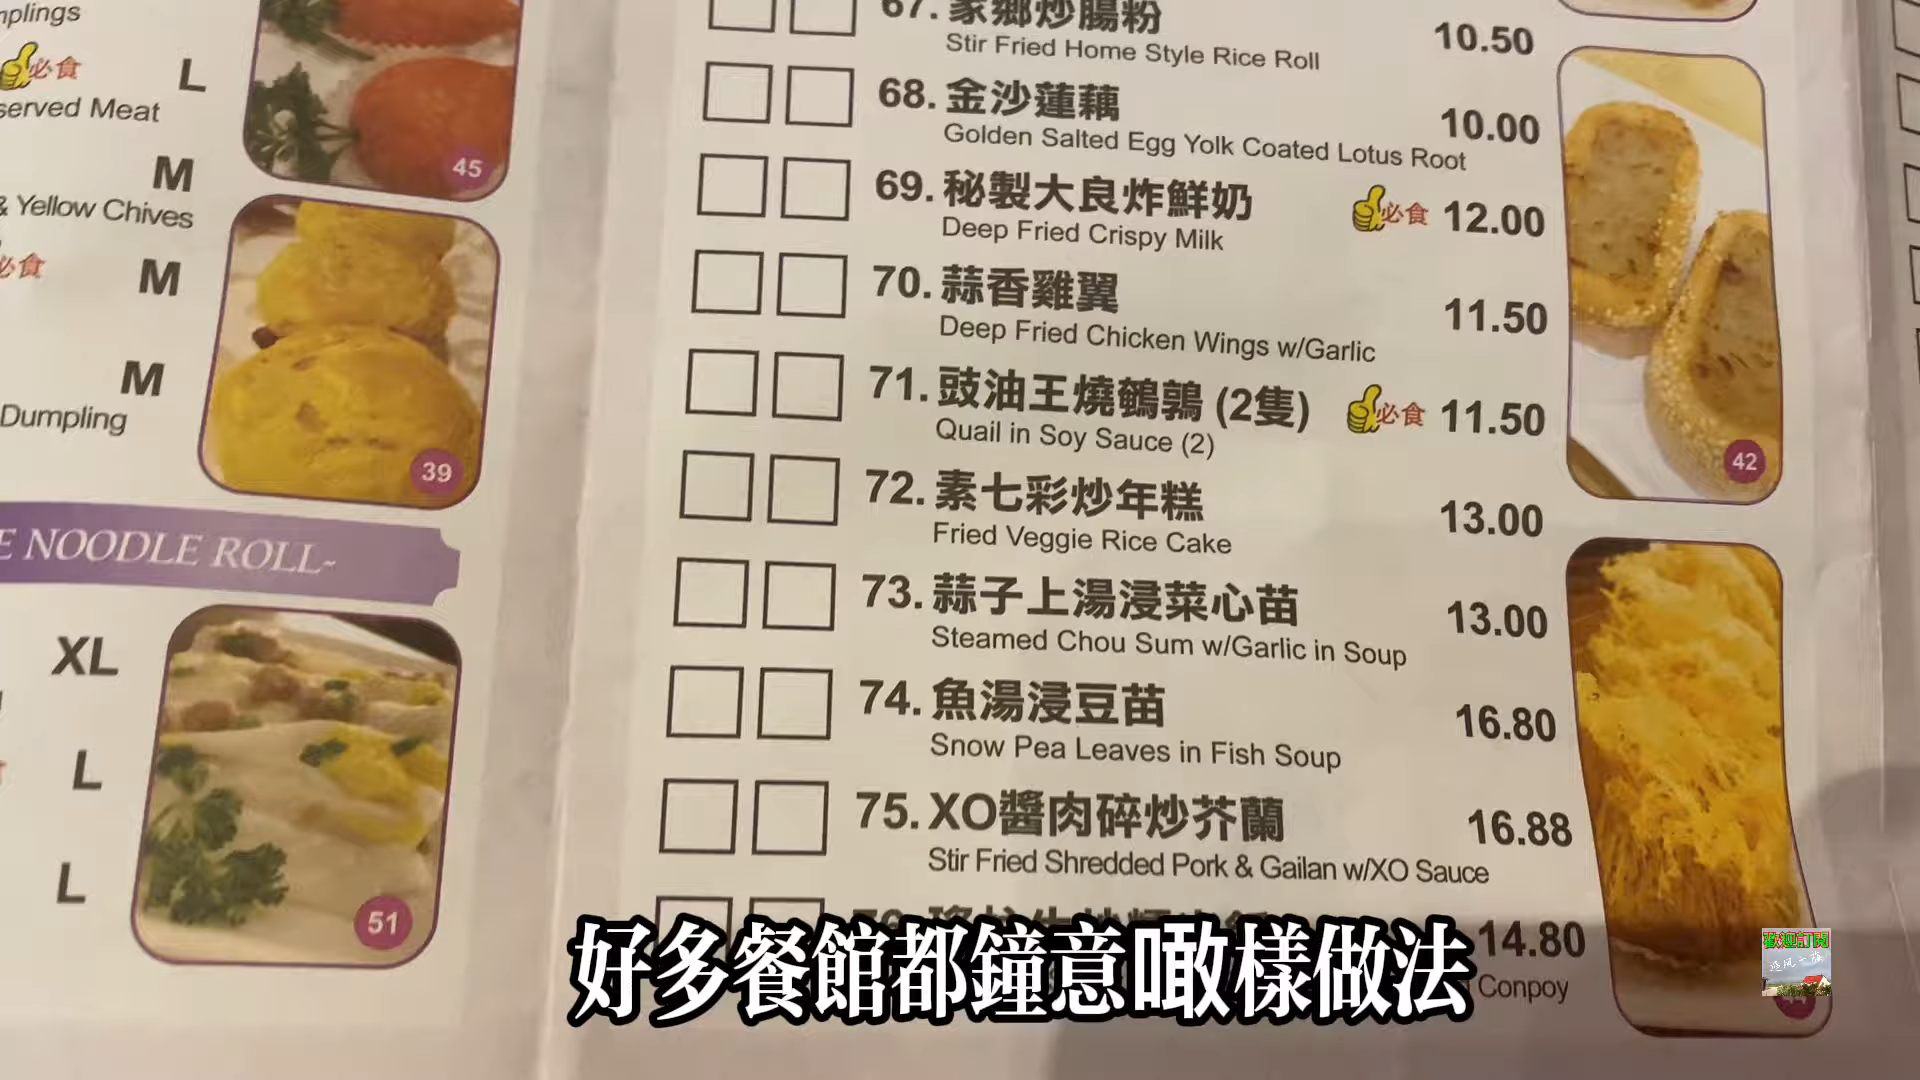 必食 L
served Meat
M
& Yellow Chives
必食 M
M
Dumpling
E NOODLE ROLL-
XL
L
L
45
39
51
67. 家鄉炒腸粉 10.50
Stir Fried Home Style Rice Roll
68. 金沙蓮藕 10.00
Golden Salted Egg Yolk Coated Lotus Root
69. 秘製大良炸鮮奶 必食 12.00
Deep Fried Crispy Milk
70. 蒜香雞翼 11.50
Deep Fried Chicken Wings w/Garlic
71. 豉油王燒鵪鶉 (2隻) 必食 11.50
Quail in Soy Sauce (2)
72. 素七彩炒年糕 13.00
Fried Veggie Rice Cake
73. 蒜子上湯浸菜心苗 13.00
Steamed Chou Sum w/Garlic in Soup
74. 魚湯浸豆苗 16.80
Snow Pea Leaves in Fish Soup
75. XO醬肉碎炒芥蘭 16.88
Stir Fried Shredded Pork & Gailan w/XO Sauce
14.80
Conpoy
42
好多餐館都鐘意噉樣做法
歡迎訂閱